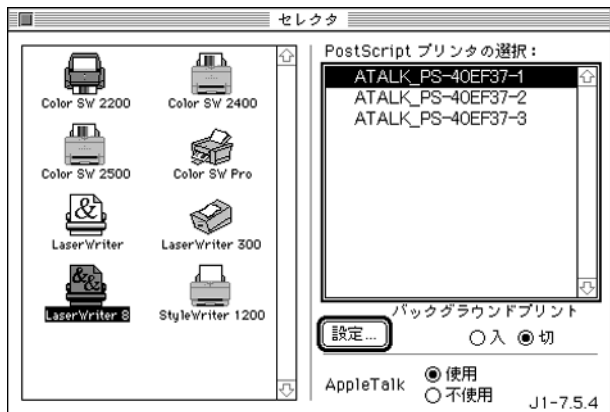 セレクタ
Color SW 2200
Color SW 2400
Color SW 2500
Color SW Pro
LaserWriter
LaserWriter 300
LaserWriter 8
StyleWriter 1200
PostScript プリンタの選択：
ATALK_PS-40EF37-1
ATALK_PS-40EF37-2
ATALK_PS-40EF37-3
バックグラウンドプリント
設定...
入 切
AppleTalk
使用
不使用
J1-7.5.4